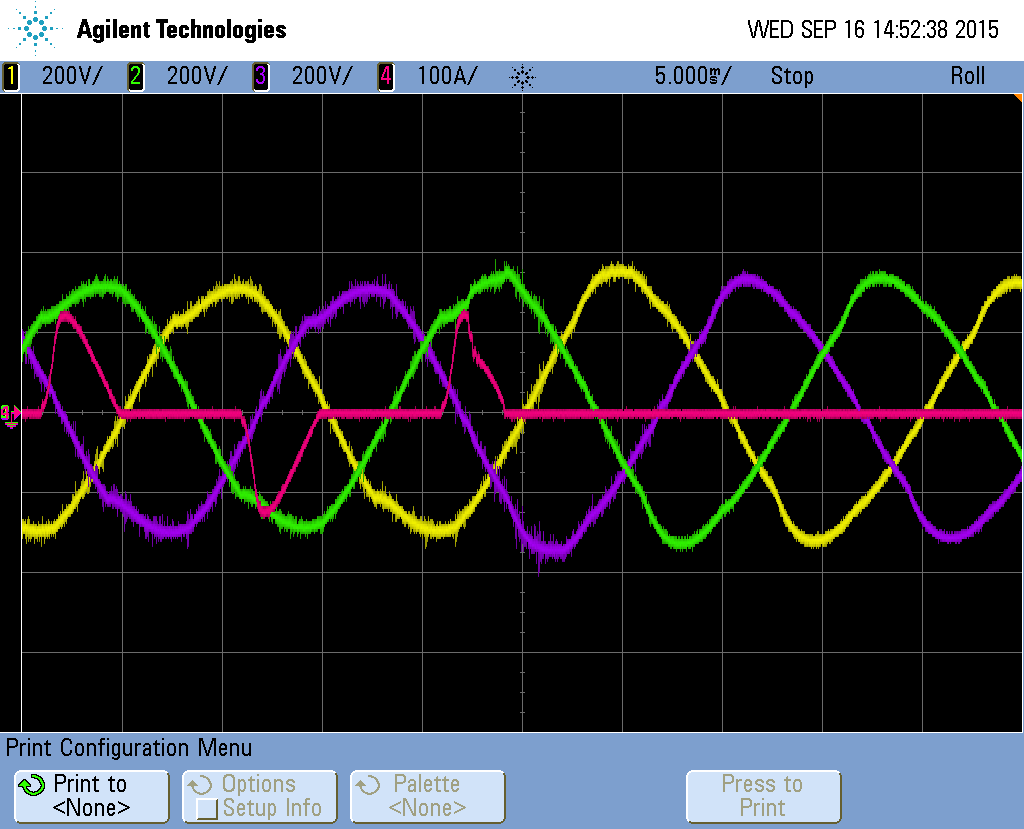 Agilent Technologies WED SEP 16 14:52:38 2015
1 200V/ 2 200V/ 3 200V/ 4 100A/ 5.000ms/ Stop Roll
Print Configuration Menu
Print to Options Palette Press to
<None> Setup Info <None> Print